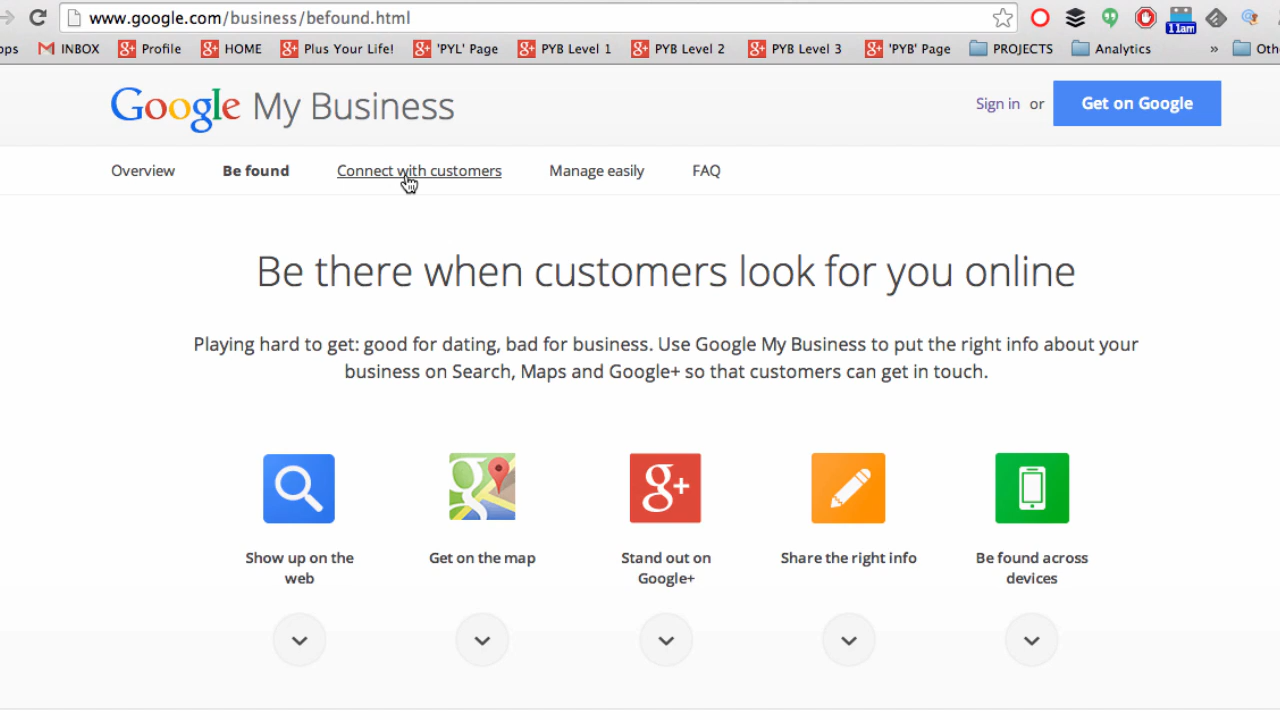 www.google.com/business/befound.html
11am
ops INBOX Profile HOME Plus Your Life! 'PYL' Page PYB Level 1 PYB Level 2 PYB Level 3 'PYB' Page PROJECTS Analytics » Oth
Google My Business
Sign in or Get on Google
Overview Be found Connect with customers Manage easily FAQ
Be there when customers look for you online
Playing hard to get: good for dating, bad for business. Use Google My Business to put the right info about your
business on Search, Maps and Google+ so that customers can get in touch.
Show up on the
web
Get on the map
Stand out on
Google+
Share the right info
Be found across
devices